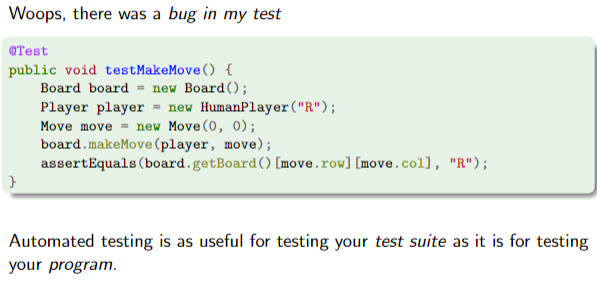 Woops, there was a bug in my test
@Test
public void testMakeMove() {
    Board board = new Board();
    Player player = new HumanPlayer("R");
    Move move = new Move(0, 0);
    board.makeMove(player, move);
    assertEquals(board.getBoard()[move.row][move.col], "R");
}
Automated testing is as useful for testing your test suite as it is for testing
your program.